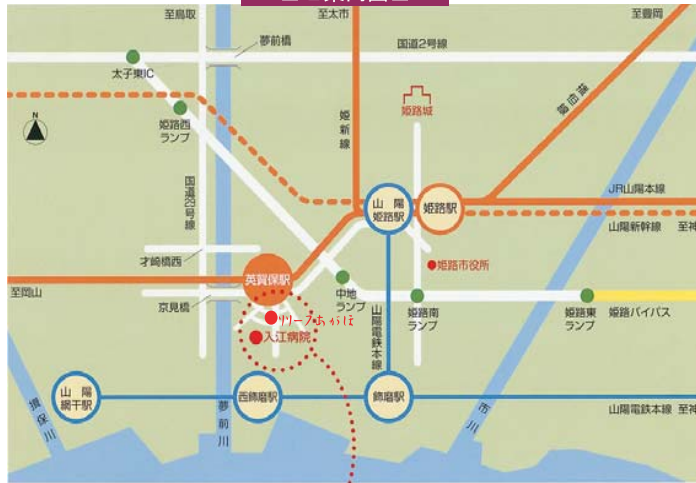 至鳥取
至太市
至豊岡
夢前橋
国道2号線
太子東IC
姫路西
ランプ
N
姫新線
姫路城
播但線
国道29号線
山陽
姫路駅
姫路駅
JR山陽本線
山陽新幹線
至神
才崎橋西
英賀保駅
姫路市役所
至岡山
京見橋
中地
ランプ
山陽電鉄本線
姫路南
ランプ
姫路東
ランプ
姫路バイパス
リリーフあがほ
入江病院
山陽
網干駅
西飾磨駅
飾磨駅
揖保川
夢前川
市川
山陽電鉄本線
至神